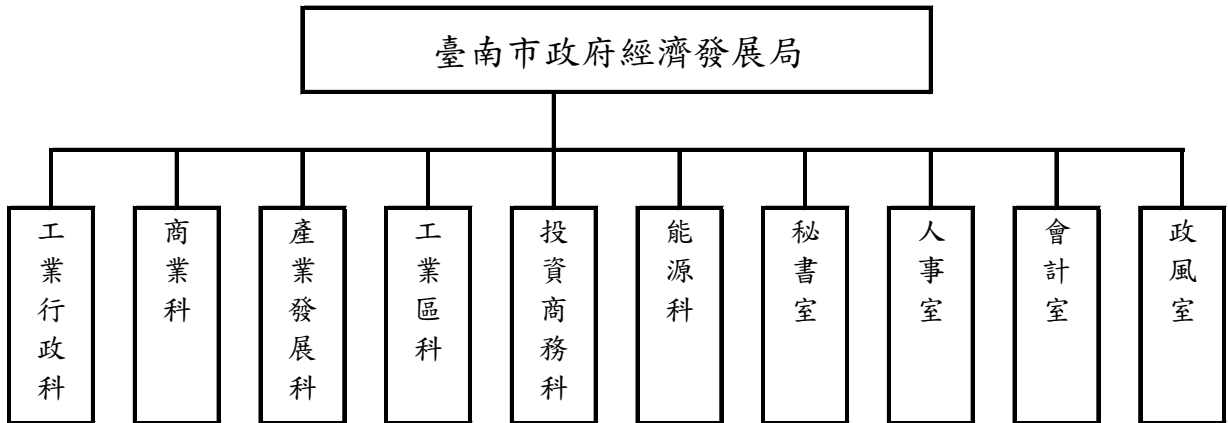 臺南市政府經濟發展局
工業行政科
商業科
產業發展科
工業區科
投資商務科
能源科
秘書室
人事室
會計室
政風室